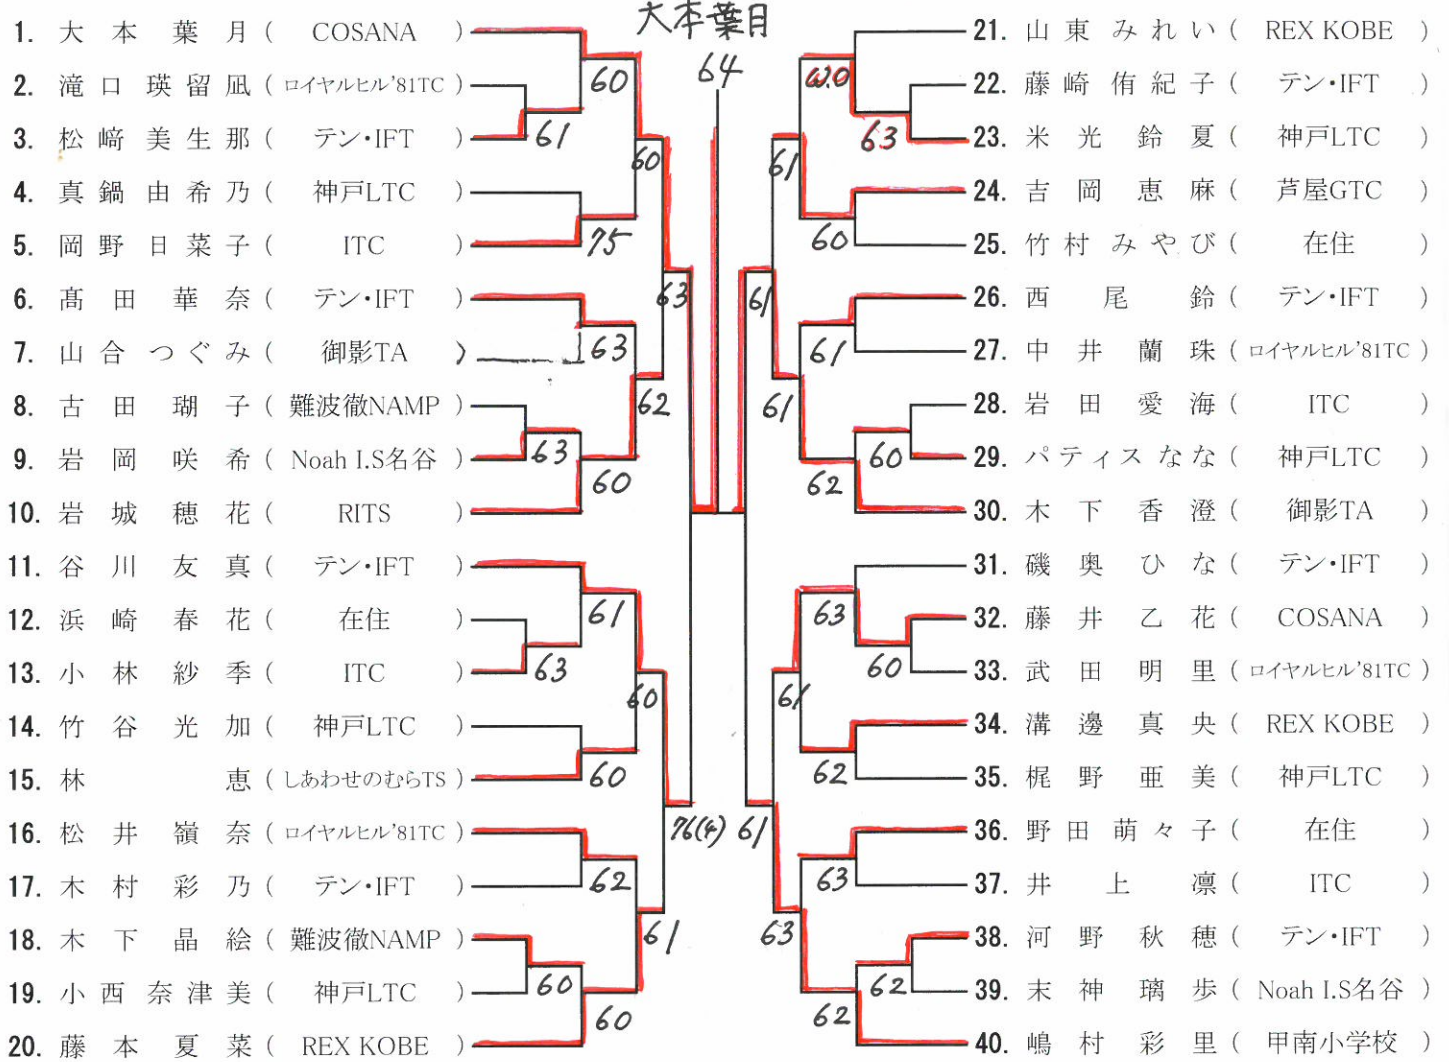 大本葉月
64
1. 大本葉月 ( COSANA )
2. 滝口瑛留凪 ( ロイヤルヒル'81TC )
3. 松﨑美生那 ( テン・IFT )
4. 真鍋由希乃 ( 神戸LTC )
5. 岡野日菜子 ( ITC )
6. 髙田華奈 ( テン・IFT )
7. 山合つぐみ ( 御影TA )
8. 古田瑚子 ( 難波徹NAMP )
9. 岩岡咲希 ( Noah I.S名谷 )
10. 岩城穂花 ( RITS )
11. 谷川友真 ( テン・IFT )
12. 浜崎春花 ( 在住 )
13. 小林紗季 ( ITC )
14. 竹谷光加 ( 神戸LTC )
15. 林恵 ( しあわせのむらTS )
16. 松井嶺奈 ( ロイヤルヒル'81TC )
17. 木村彩乃 ( テン・IFT )
18. 木下晶絵 ( 難波徹NAMP )
19. 小西奈津美 ( 神戸LTC )
20. 藤本夏菜 ( REX KOBE )
60
61
60
75
63
63
62
63
60
61
63
60
60
76(4)
62
61
60
60
21. 山東みれい ( REX KOBE )
22. 藤崎侑紀子 ( テン・IFT )
23. 米光鈴夏 ( 神戸LTC )
24. 吉岡恵麻 ( 芦屋GTC )
25. 竹村みやび ( 在住 )
26. 西尾鈴 ( テン・IFT )
27. 中井蘭珠 ( ロイヤルヒル'81TC )
28. 岩田愛海 ( ITC )
29. パティスなな ( 神戸LTC )
30. 木下香澄 ( 御影TA )
31. 磯奥ひな ( テン・IFT )
32. 藤井乙花 ( COSANA )
33. 武田明里 ( ロイヤルヒル'81TC )
34. 溝邊真央 ( REX KOBE )
35. 梶野亜美 ( 神戸LTC )
36. 野田萌々子 ( 在住 )
37. 井上凛 ( ITC )
38. 河野秋穂 ( テン・IFT )
39. 末神璃歩 ( Noah I.S名谷 )
40. 嶋村彩里 ( 甲南小学校 )
W.O
63
61
60
61
61
61
60
62
63
60
61
62
61
63
63
62
62